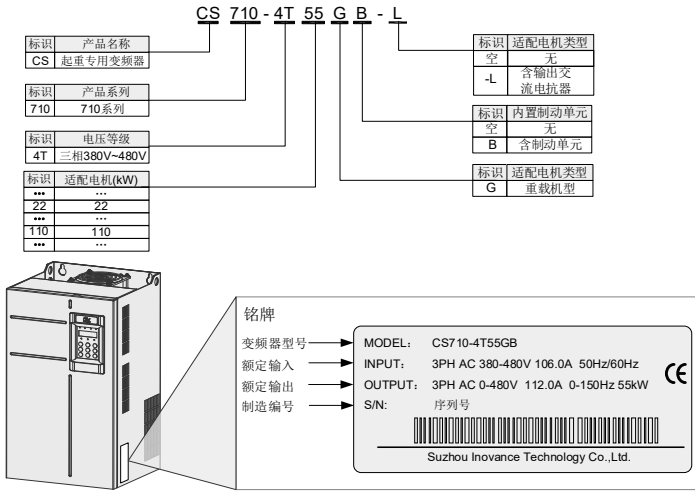 CS 710 - 4T 55 G B - L
标识 产品名称
CS 起重专用变频器
标识 产品系列
710 710系列
标识 电压等级
4T 三相380V~480V
标识 适配电机(kW)
••• …
22 22
••• …
110 110
••• …
标识 适配电机类型
空 无
-L 含输出交
流电抗器
标识 内置制动单元
空 无
B 含制动单元
标识 适配电机类型
G 重载机型
铭牌
变频器型号 MODEL: CS710-4T55GB
额定输入 INPUT: 3PH AC 380-480V 106.0A 50Hz/60Hz
额定输出 OUTPUT: 3PH AC 0-480V 112.0A 0-150Hz 55kW
制造编号 S/N: 序列号
CE
Suzhou Inovance Technology Co.,Ltd.